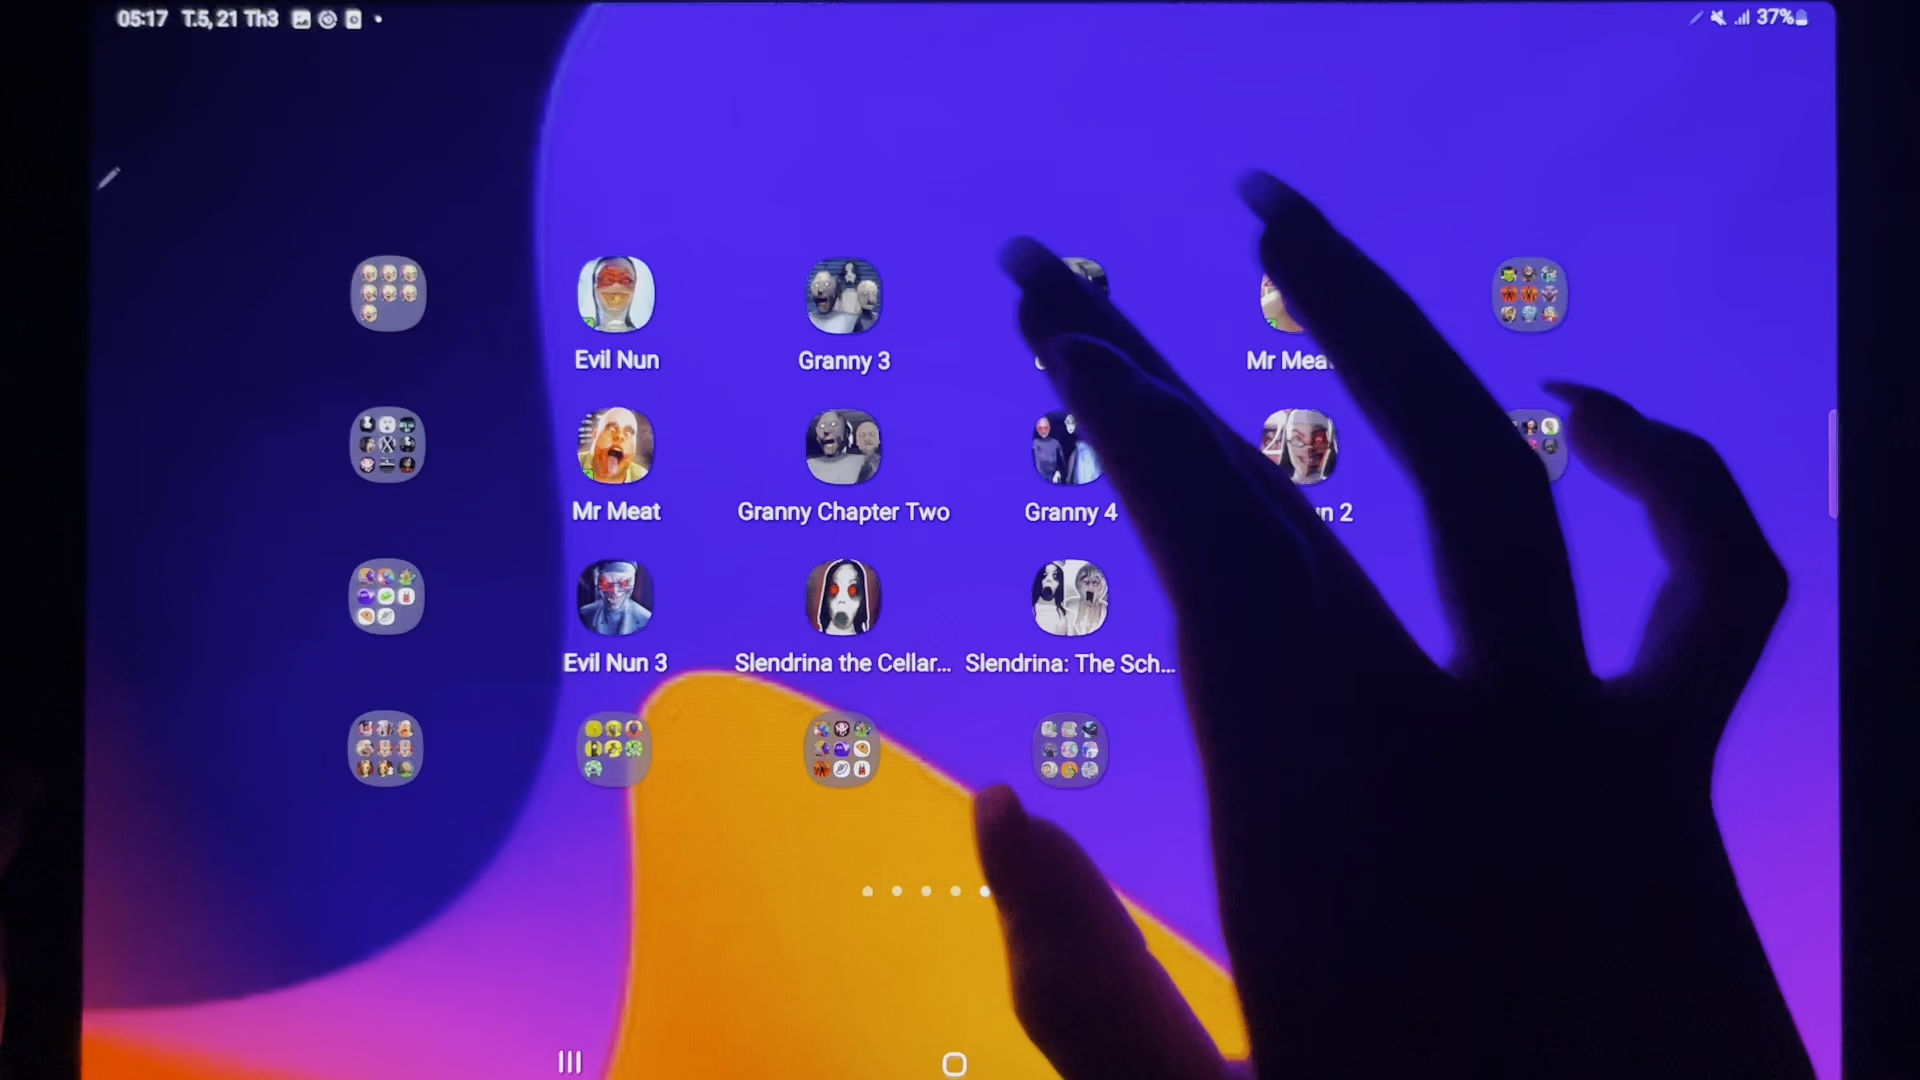 05:17 T.5, 21 Th3
37%
Evil Nun
Granny 3
Mr Meat
Mr Meat
Granny Chapter Two
Granny 4
2
Evil Nun 3
Slendrina the Cellar...
Slendrina: The Sch...